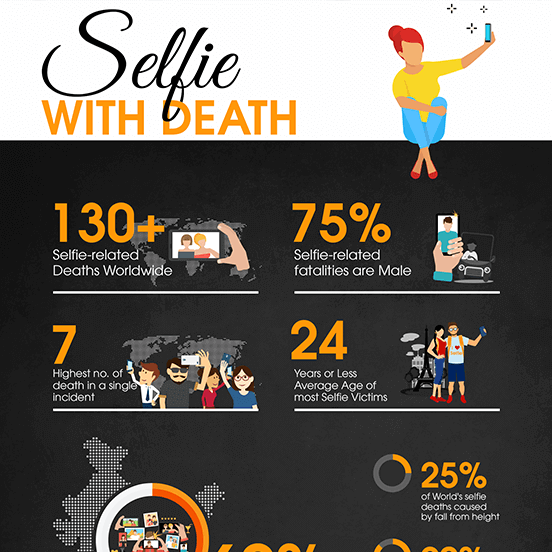 Selfie
WITH DEATH
130+
Selfie-related
Deaths Worldwide
75%
Selfie-related
fatalities are Male
7
Highest no. of
death in a single
incident
24
Years or Less
Average Age of
most Selfie Victims
25%
of World's selfie
deaths caused
by fall from height